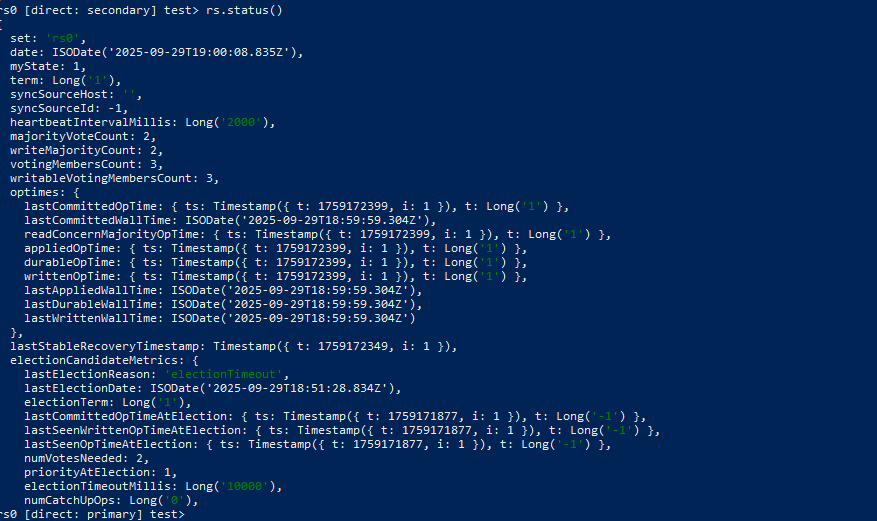 rs0 [direct: secondary] test> rs.status()
{
  set: 'rs0',
  date: ISODate('2025-09-29T19:00:08.835Z'),
  myState: 1,
  term: Long('1'),
  syncSourceHost: '',
  syncSourceId: -1,
  heartbeatIntervalMillis: Long('2000'),
  majorityVoteCount: 2,
  writeMajorityCount: 2,
  votingMembersCount: 3,
  writableVotingMembersCount: 3,
  optimes: {
    lastCommittedOpTime: { ts: Timestamp({ t: 1759172399, i: 1 }), t: Long('1') },
    lastCommittedWallTime: ISODate('2025-09-29T18:59:59.304Z'),
    readConcernMajorityOpTime: { ts: Timestamp({ t: 1759172399, i: 1 }), t: Long('1') },
    appliedOpTime: { ts: Timestamp({ t: 1759172399, i: 1 }), t: Long('1') },
    durableOpTime: { ts: Timestamp({ t: 1759172399, i: 1 }), t: Long('1') },
    writtenOpTime: { ts: Timestamp({ t: 1759172399, i: 1 }), t: Long('1') },
    lastAppliedWallTime: ISODate('2025-09-29T18:59:59.304Z'),
    lastDurableWallTime: ISODate('2025-09-29T18:59:59.304Z'),
    lastWrittenWallTime: ISODate('2025-09-29T18:59:59.304Z')
  },
  lastStableRecoveryTimestamp: Timestamp({ t: 1759172349, i: 1 }),
  electionCandidateMetrics: {
    lastElectionReason: 'electionTimeout',
    lastElectionDate: ISODate('2025-09-29T18:51:28.834Z'),
    electionTerm: Long('1'),
    lastCommittedOpTimeAtElection: { ts: Timestamp({ t: 1759171877, i: 1 }), t: Long('-1') },
    lastSeenWrittenOpTimeAtElection: { ts: Timestamp({ t: 1759171877, i: 1 }), t: Long('-1') },
    lastSeenOpTimeAtElection: { ts: Timestamp({ t: 1759171877, i: 1 }), t: Long('-1') },
    numVotesNeeded: 2,
    priorityAtElection: 1,
    electionTimeoutMillis: Long('10000'),
    numCatchUpOps: Long('0'),
rs0 [direct: primary] test>